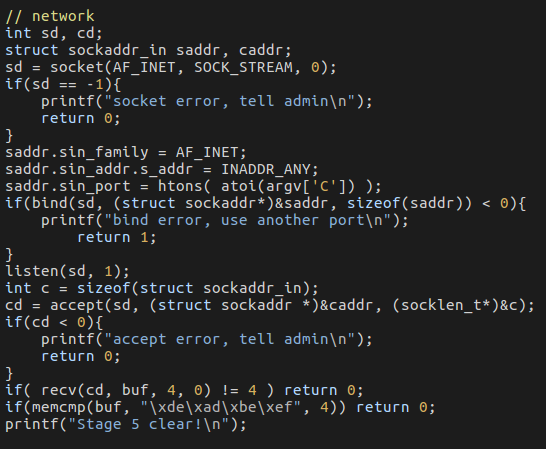 // network
int sd, cd;
struct sockaddr_in saddr, caddr;
sd = socket(AF_INET, SOCK_STREAM, 0);
if(sd == -1){
    printf("socket error, tell admin\n");
    return 0;
}
saddr.sin_family = AF_INET;
saddr.sin_addr.s_addr = INADDR_ANY;
saddr.sin_port = htons( atoi(argv['C']) );
if(bind(sd, (struct sockaddr*)&saddr, sizeof(saddr)) < 0){
    printf("bind error, use another port\n");
        return 1;
}
listen(sd, 1);
int c = sizeof(struct sockaddr_in);
cd = accept(sd, (struct sockaddr *)&caddr, (socklen_t*)&c);
if(cd < 0){
    printf("accept error, tell admin\n");
    return 0;
}
if( recv(cd, buf, 4, 0) != 4 ) return 0;
if(memcmp(buf, "\xde\xad\xbe\xef", 4)) return 0;
printf("Stage 5 clear!\n");